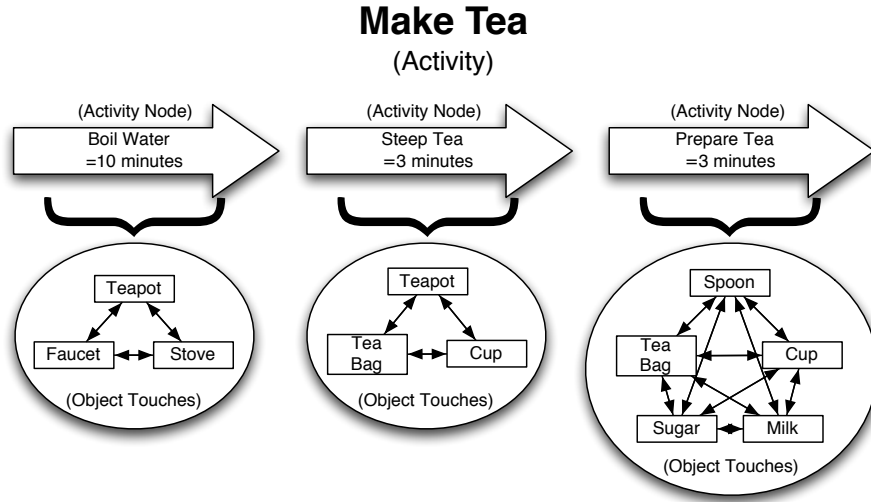 Make Tea
(Activity)
(Activity Node)
Boil Water
=10 minutes
(Activity Node)
Steep Tea
=3 minutes
(Activity Node)
Prepare Tea
=3 minutes
Teapot
Faucet
Stove
(Object Touches)
Teapot
Tea
Bag
Cup
(Object Touches)
Spoon
Tea
Bag
Cup
Sugar
Milk
(Object Touches)